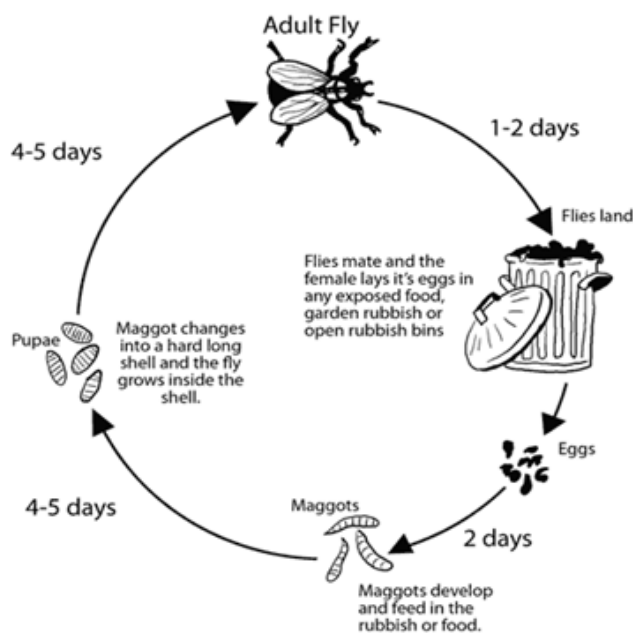 Adult Fly
1-2 days
Flies land
Flies mate and the
female lays it's eggs in
any exposed food,
garden rubbish or
open rubbish bins
Eggs
2 days
Maggots
Maggots develop
and feed in the
rubbish or food.
4-5 days
Pupae
Maggot changes
into a hard long
shell and the fly
grows inside the
shell.
4-5 days